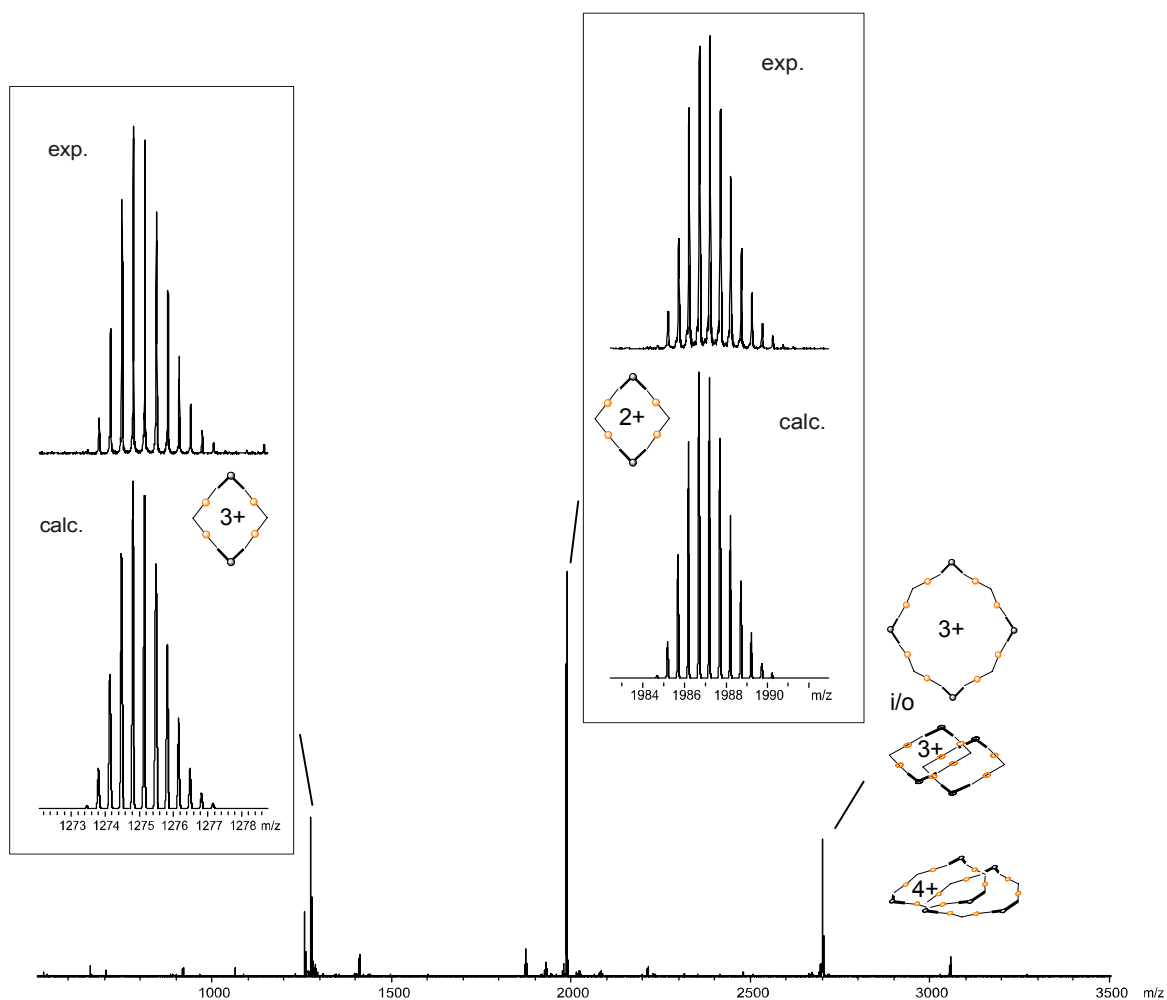 exp.
3+
calc.
1273 1274 1275 1276 1277 1278 m/z
exp.
2+
calc.
1984 1986 1988 1990 m/z
3+
i/o
3+
4+
1000 1500 2000 2500 3000 3500 m/z